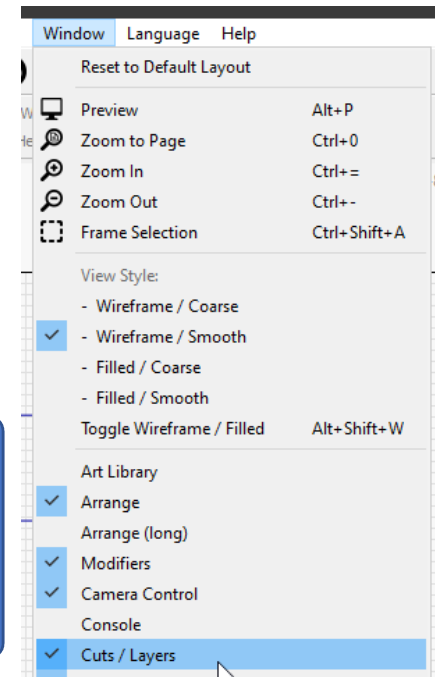 Window Language Help
Reset to Default Layout
Preview Alt+P
Zoom to Page Ctrl+0
Zoom In Ctrl+=
Zoom Out Ctrl+-
Frame Selection Ctrl+Shift+A
View Style:
- Wireframe / Coarse
- Wireframe / Smooth
- Filled / Coarse
- Filled / Smooth
Toggle Wireframe / Filled Alt+Shift+W
Art Library
Arrange
Arrange (long)
Modifiers
Camera Control
Console
Cuts / Layers